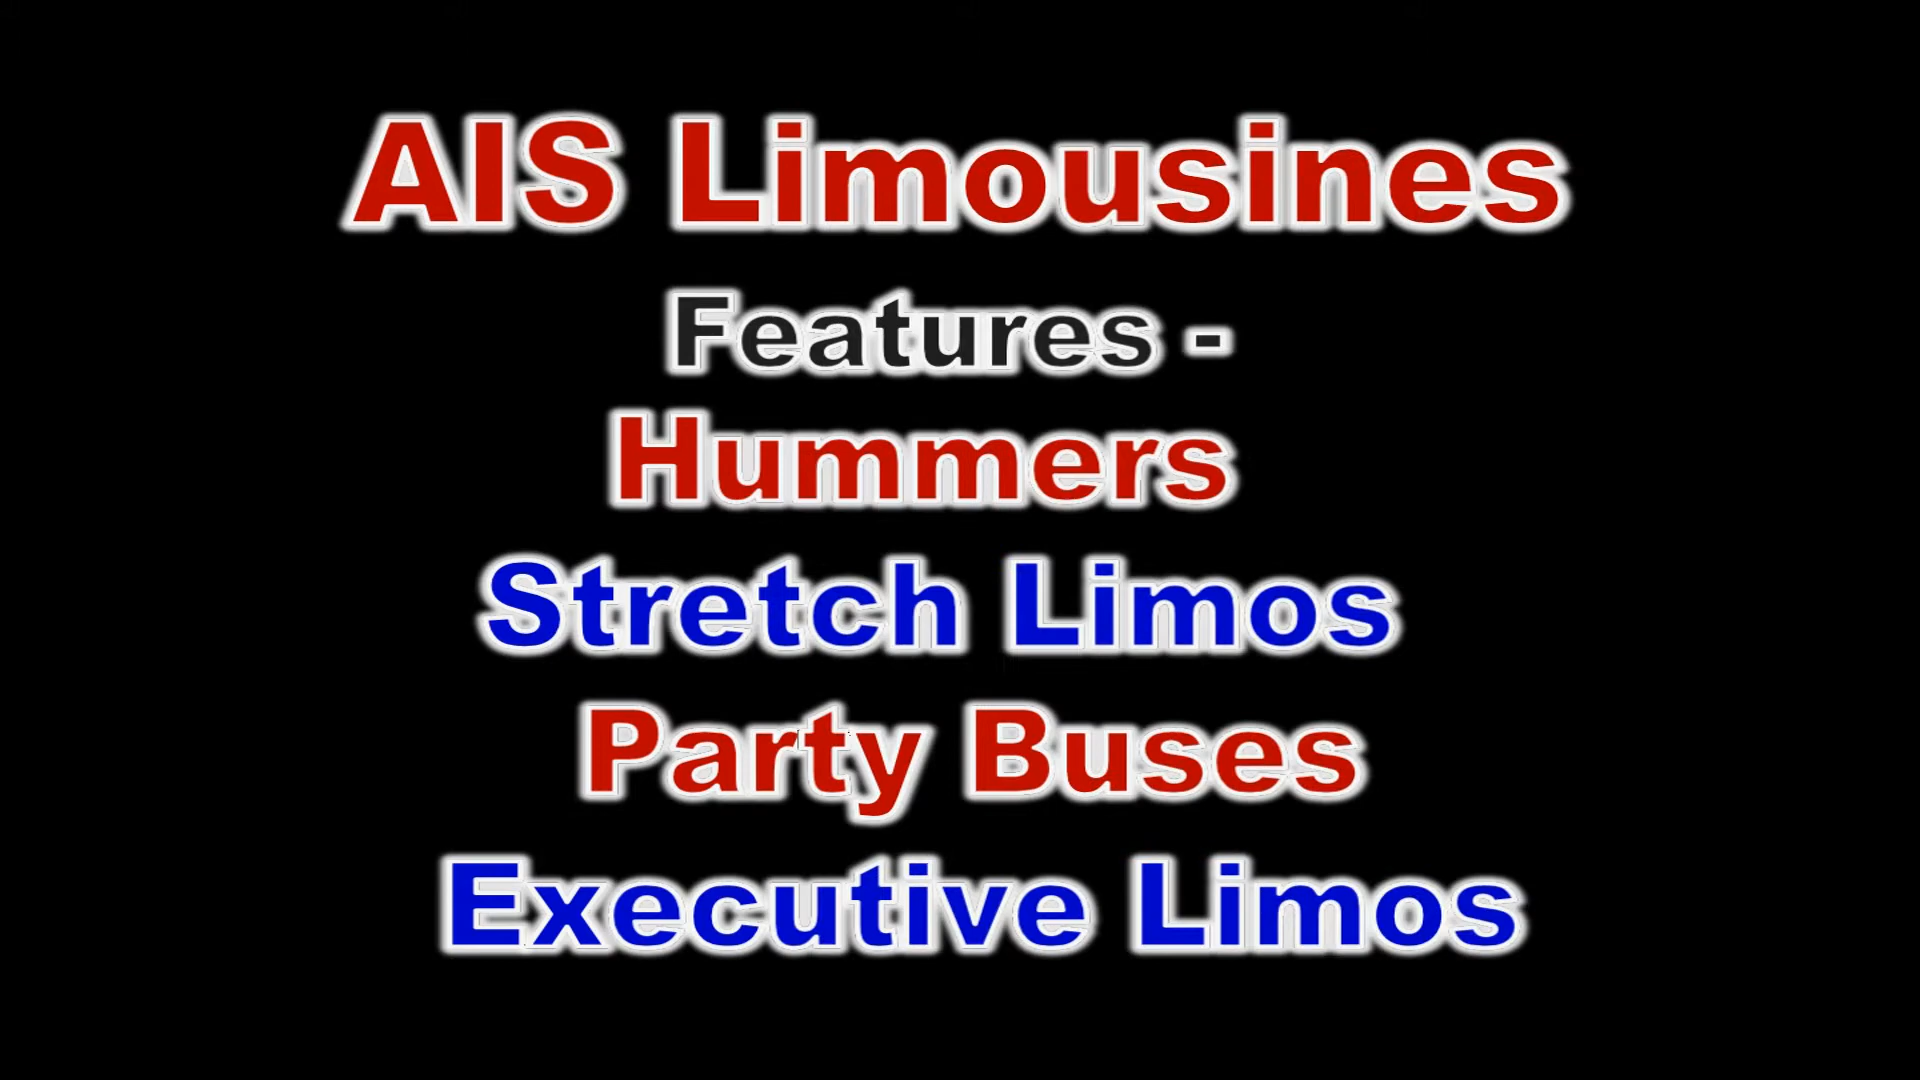 AIS Limousines
Features -
Hummers
Stretch Limos
Party Buses
Executive Limos